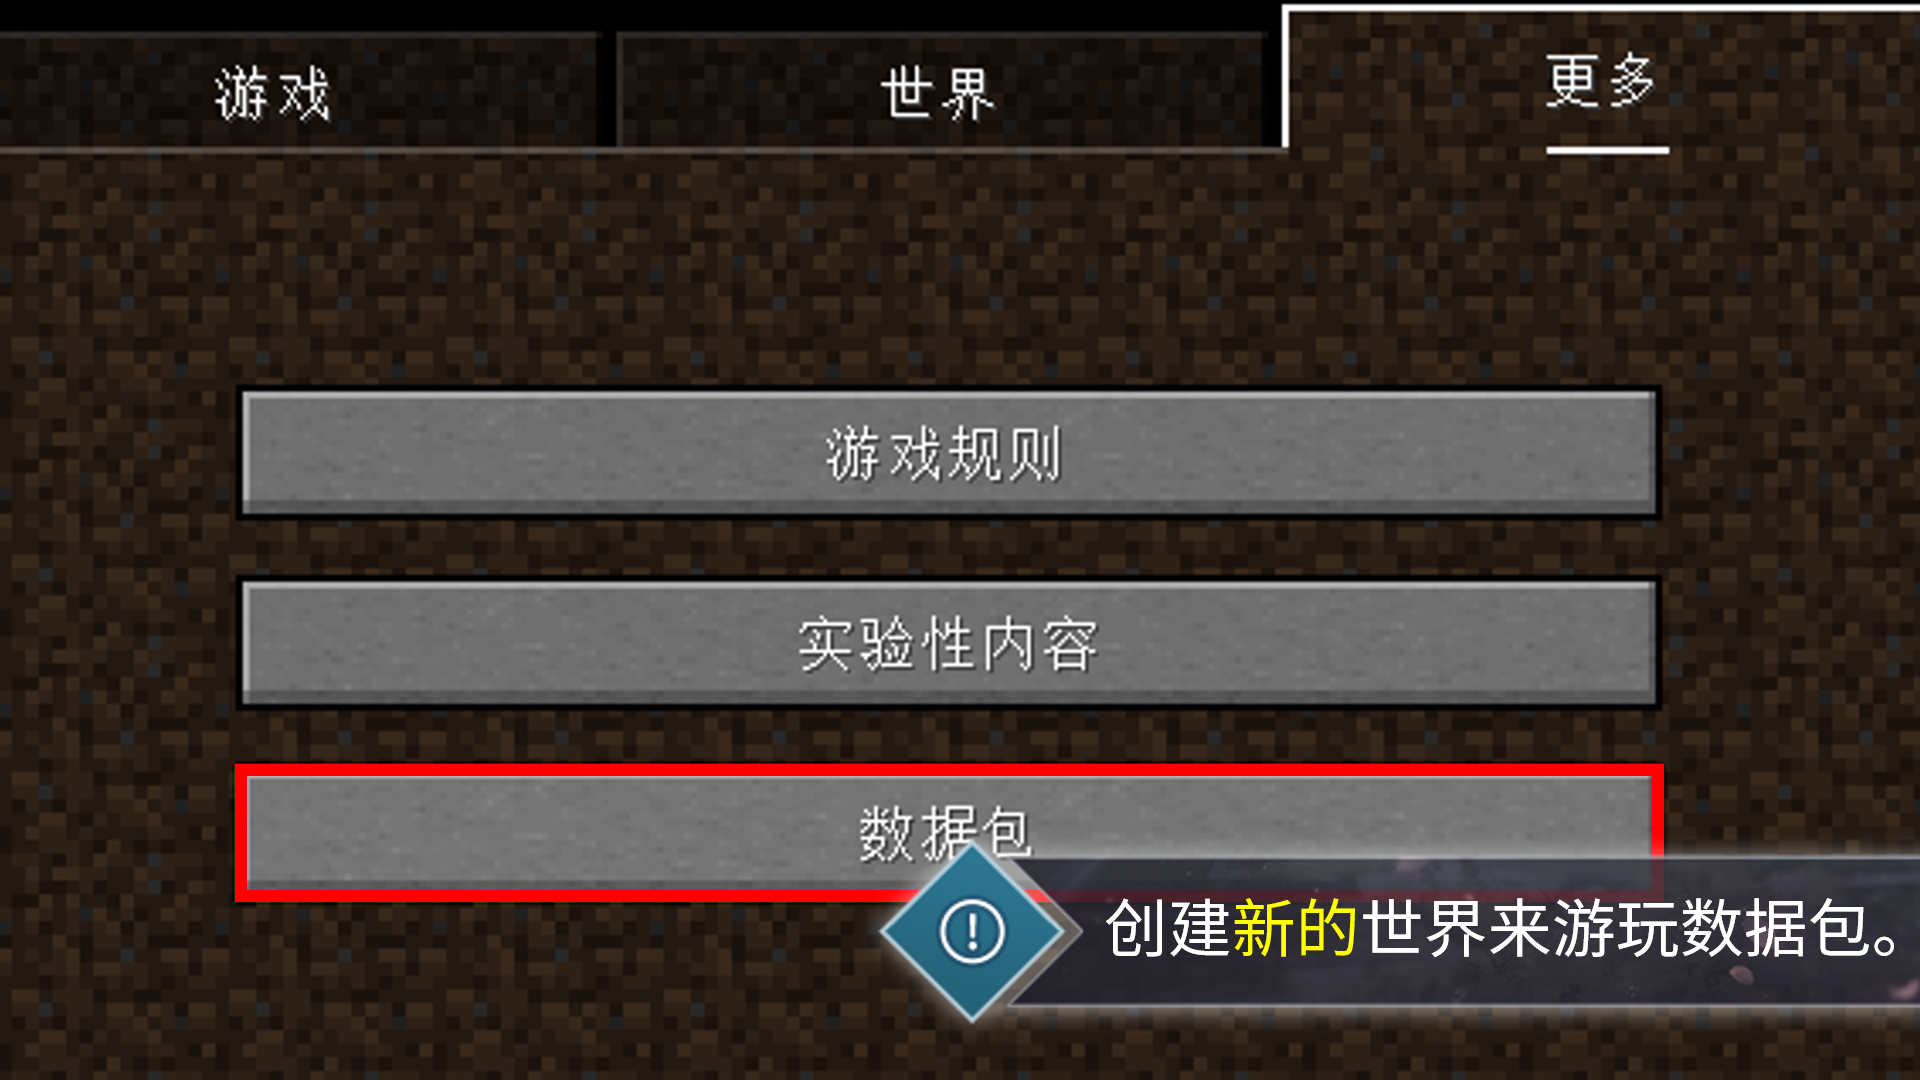 游戏
世界
更多
游戏规则
实验性内容
数据包
创建新的世界来游玩数据包。